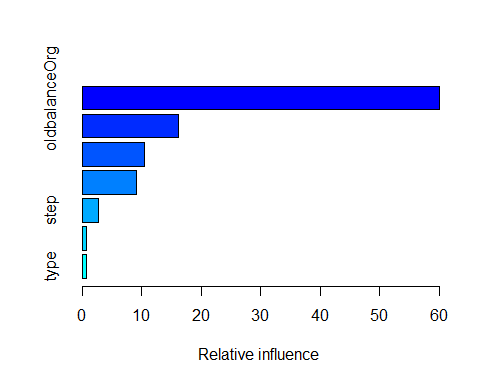 oldbalanceOrg
step
type
0 10 20 30 40 50 60
Relative influence